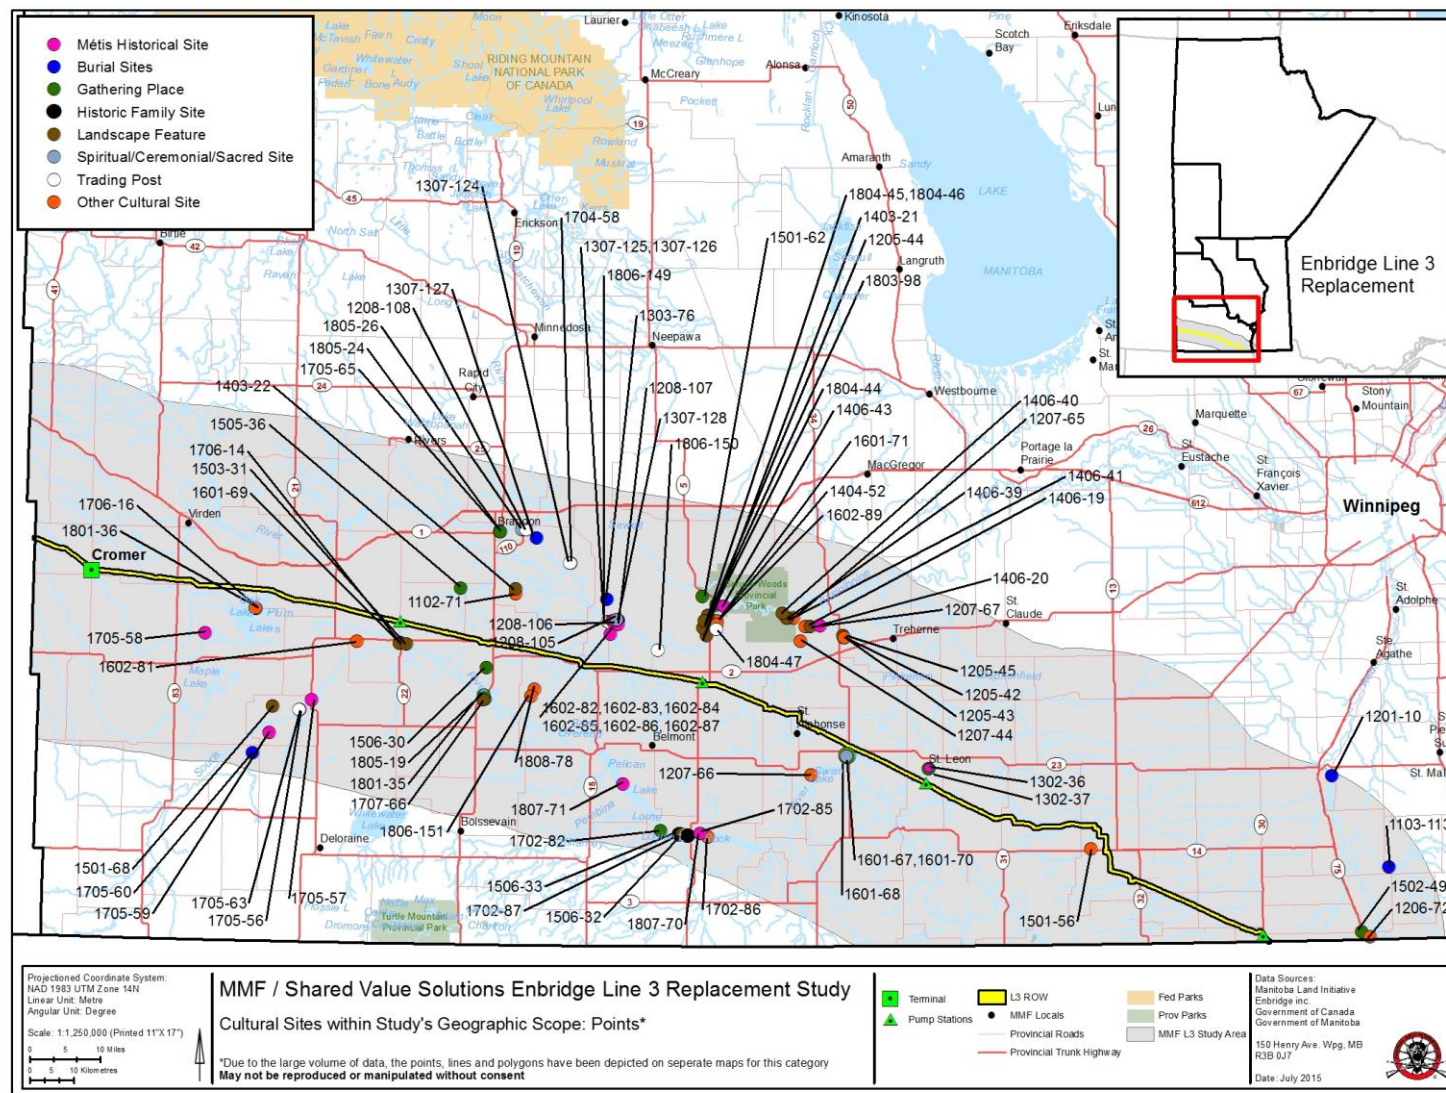 Métis Historical Site
Burial Sites
Gathering Place
Historic Family Site
Landscape Feature
Spiritual/Ceremonial/Sacred Site
Trading Post
Other Cultural Site
RIDING MOUNTAIN
NATIONAL PARK
OF CANADA
Laurier
McCreary
Kinosota
Alonsa
Scotch
Bay
Eriksdale
Amaranth
Langruth
LAKE
MANITOBA
Enbridge Line 3
Replacement
Birtle
Erickson
Minnedosa
Neepawa
Rapid
City
Rivers
Westbourne
Portage la
Prairie
MacGregor
Marquette
St.
Eustache
St.
François
Xavier
Stony
Mountain
Winnipeg
Virden
Cromer
Brandon
Treherne
St.
Claude
St.
Adolphe
Ste.
Agathe
Belmont
St. Leon
Boissevain
Deloraine
Turtle Mountain
Provincial Park
1307-124
1704-58
1307-125,1307-126
1806-149
1303-76
1501-62
1804-45,1804-46
1403-21
1205-44
1803-98
1307-127
1208-108
1805-26
1805-24
1705-65
1403-22
1208-107
1307-128
1806-150
1804-44
1406-43
1601-71
1406-40
1207-65
1505-36
1706-14
1503-31
1601-69
1706-16
1801-36
1404-52
1602-89
1406-39
1406-41
1406-19
1406-20
1102-71
1208-106
1208-105
1207-67
1705-58
1602-81
1804-47
1205-45
1205-42
1205-43
1207-44
1602-82,1602-83,1602-84
1602-85,1602-86,1602-87
1506-30
1805-19
1801-35
1707-66
1806-151
1808-78
1207-66
1807-71
1702-82
1702-85
1302-36
1302-37
1201-10
1103-113
1501-68
1705-60
1705-59
1705-63
1705-56
1705-57
1506-33
1702-87
1506-32
1807-70
1702-86
1601-67,1601-70
1601-68
1501-56
1502-49
1206-72
Projectioned Coordinate System:
NAD 1983 UTM Zone 14N
Linear Unit: Metre
Angular Unit: Degree
Scale: 1:1,250,000 (Printed 11"X 17")
0 5 10 Miles
0 5 10 Kilometres
MMF / Shared Value Solutions Enbridge Line 3 Replacement Study
Cultural Sites within Study's Geographic Scope: Points*
*Due to the large volume of data, the points, lines and polygons have been depicted on seperate maps for this category
May not be reproduced or manipulated without consent
Terminal
Pump Stations
L3 ROW
MMF Locals
Provincial Roads
Provincial Trunk Highway
Fed Parks
Prov Parks
MMF L3 Study Area
Data Sources:
Manitoba Land Initiative
Enbridge inc.
Government of Canada
Government of Manitoba
150 Henry Ave. Wpg, MB
R3B 0J7
Date: July 2015